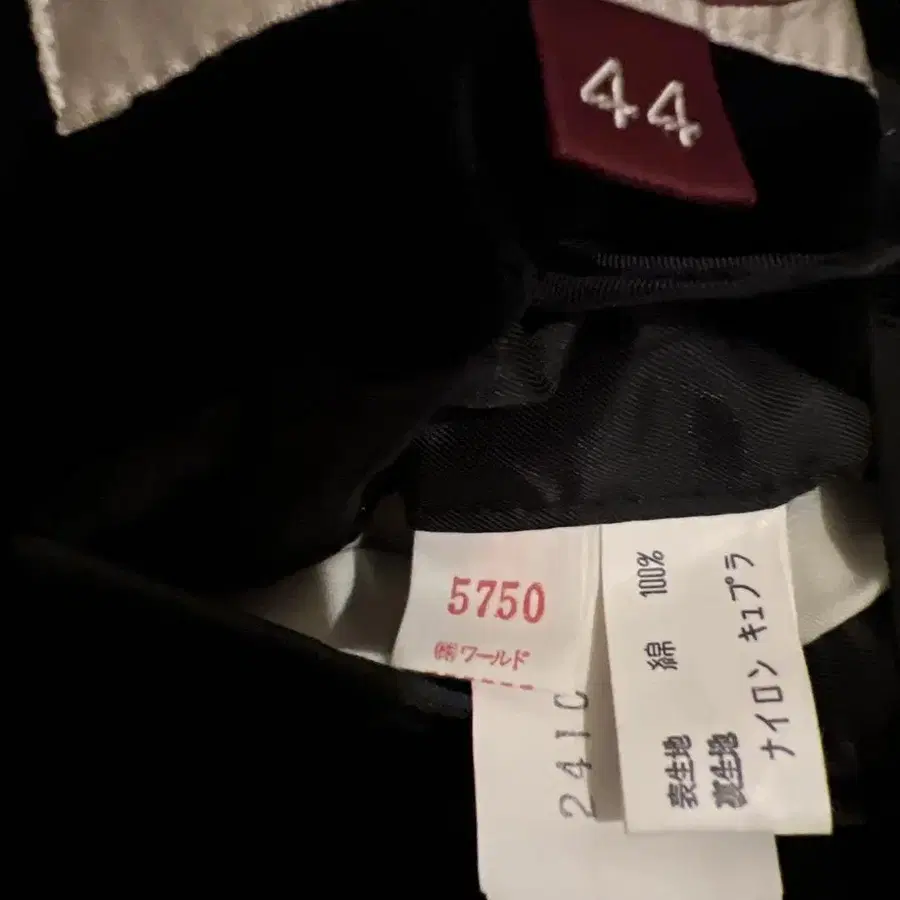 44
5750
㈱ワールド
241C
表生地 綿 100%
裏生地
ナイロン キュプラ